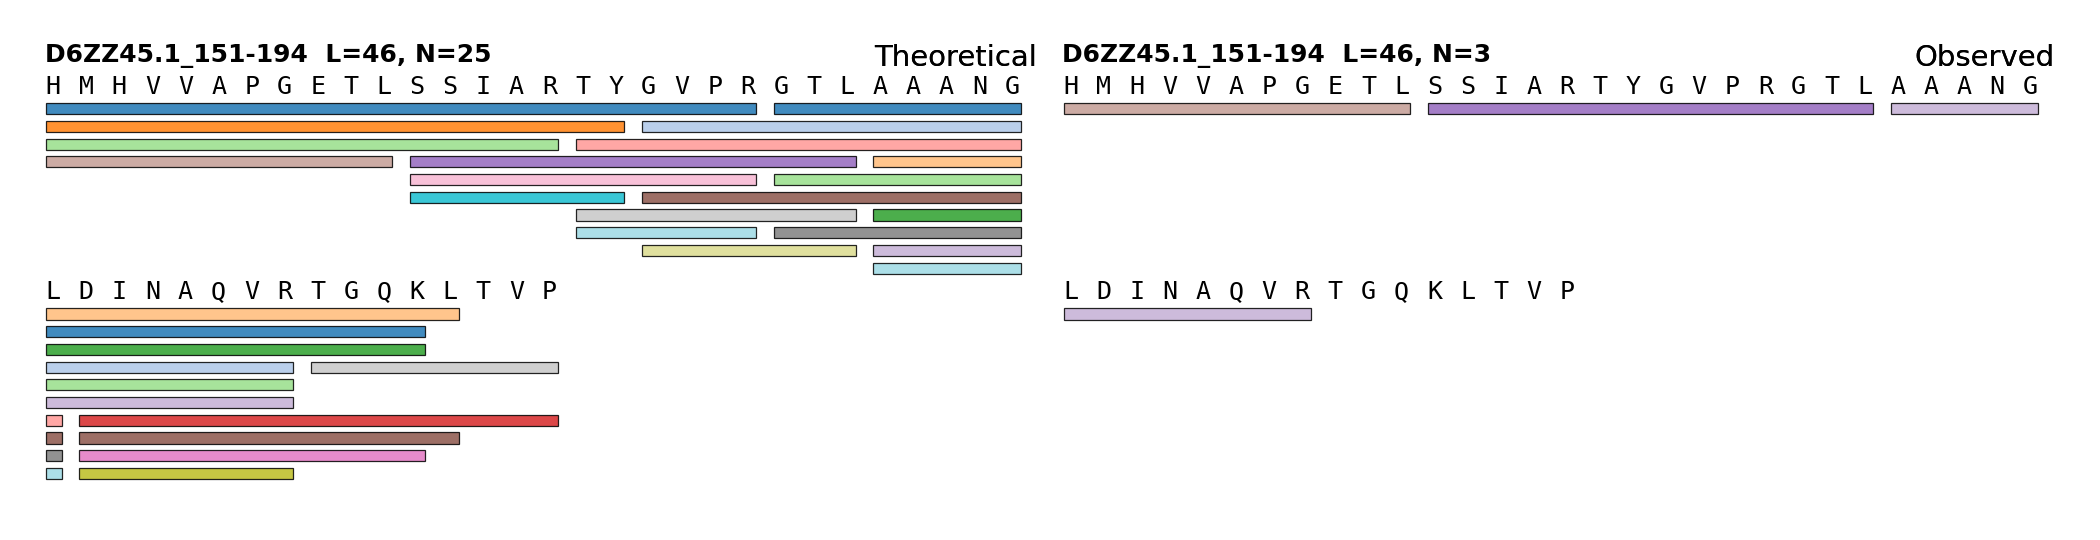 D6ZZ45.1_151-194 L=46, N=25 Theoretical
H M H V V A P G E T L S S I A R T Y G V P R G T L A A A N G
L D I N A Q V R T G Q K L T V P
D6ZZ45.1_151-194 L=46, N=3 Observed
H M H V V A P G E T L S S I A R T Y G V P R G T L A A A N G
L D I N A Q V R T G Q K L T V P